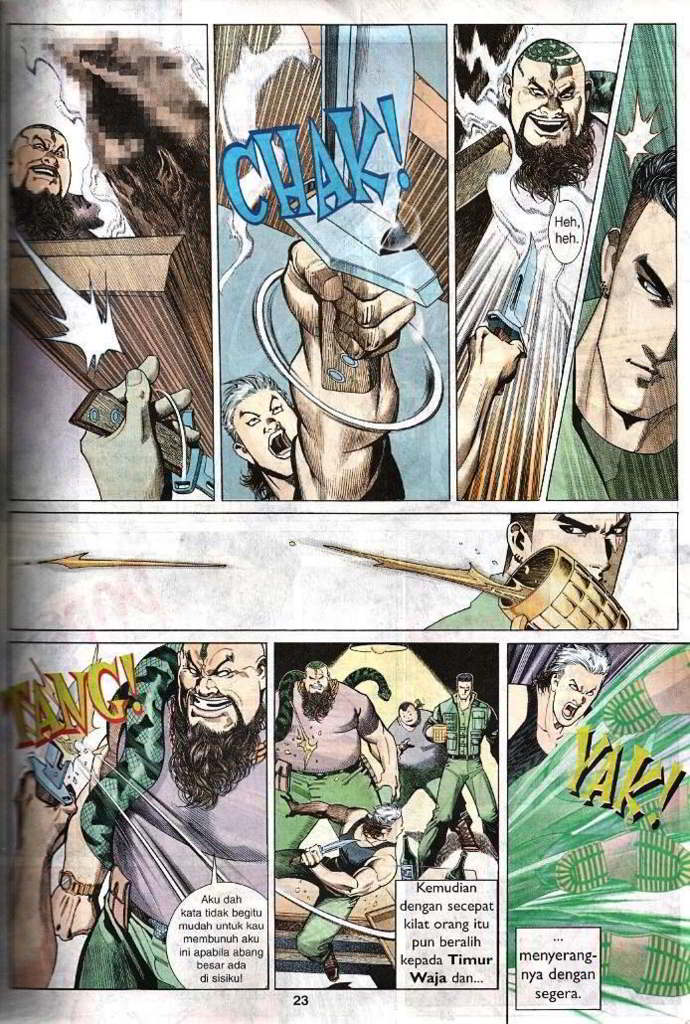 CHAK!
Heh,
heh.
TANG!
Aku dah
kata tidak begitu
mudah untuk kau
membunuh aku
ini apabila abang
besar ada
di sisiku!
Kemudian
dengan secepat
kilat orang itu
pun beralih
kepada Timur
Waja dan...
YAK!
...
menyerang-
nya dengan
segera.
23